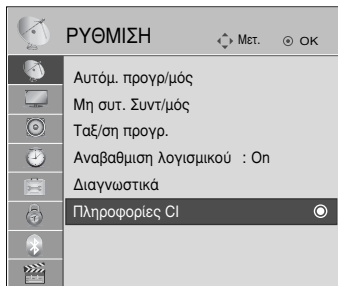 ΡΥΘΜΙΣΗ Μετ. OK
Αυτόμ. προγρ/μός
Μη συτ. Συντ/μός
Ταξ/ση προγρ.
Αναβαθμιση λογισμικού : On
Διαγνωστικά
Πληροφορίες CI